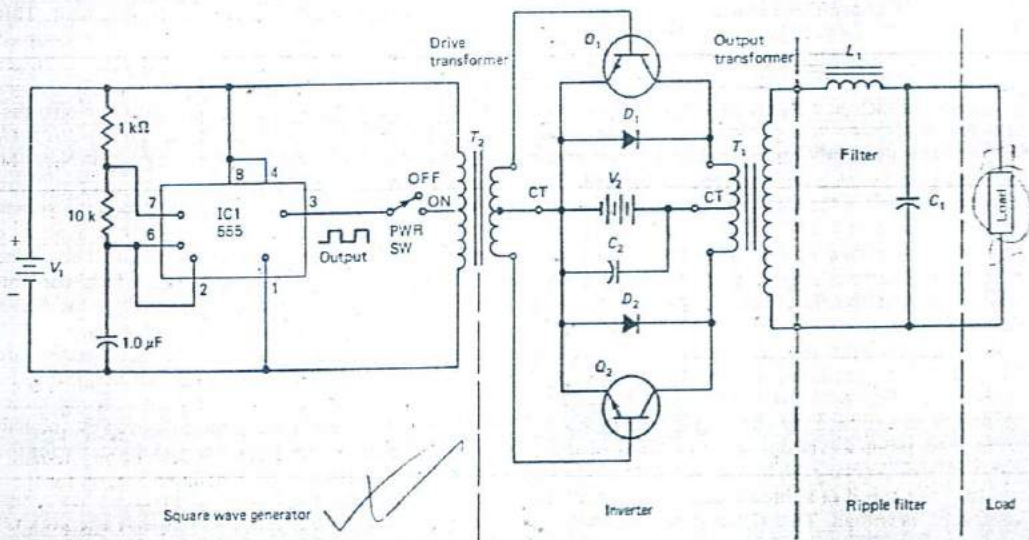 Drive
transformer
Q1
Output
transformer
L1
1 kΩ
D1
T2
T1
8 4
OFF
Filter
V2
CT
CT
10 k
7
IC1
3
ON
C1
Load
6
555
PWR
SW
Output
C2
+
V1
−
2
1
D2
1.0 μF
Q2
Square wave generator
Inverter
Ripple filter
Load